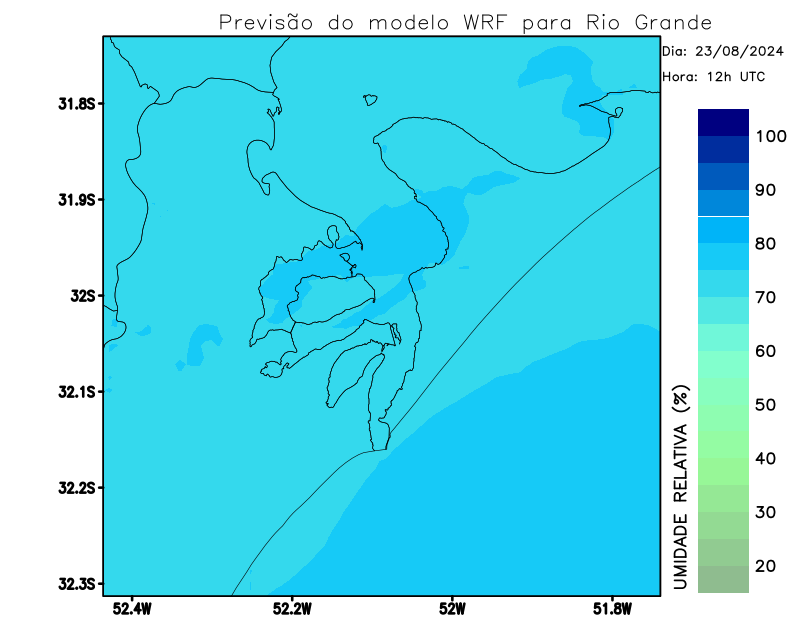 Previsão do modelo WRF para Rio Grande
Dia: 23/08/2024
Hora: 12h UTC
31.8S
31.9S
32S
32.1S
32.2S
32.3S
52.4W
52.2W
52W
51.8W
100
90
80
70
60
50
40
30
20
UMIDADE RELATIVA (%)